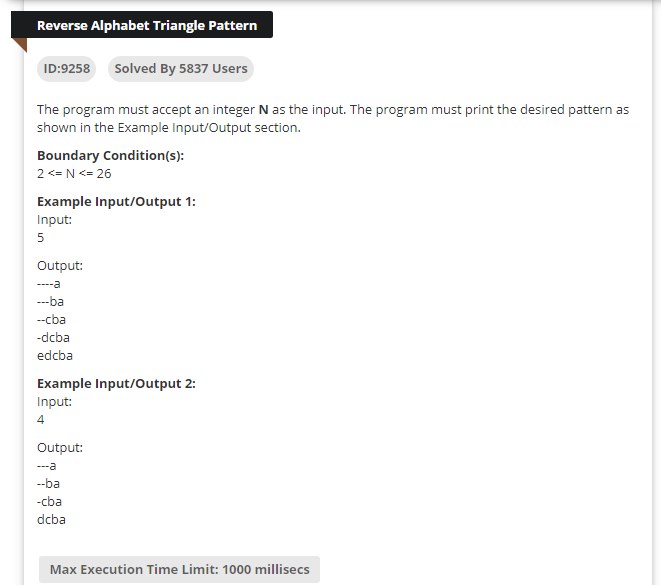 Reverse Alphabet Triangle Pattern
ID:9258 Solved By 5837 Users
The program must accept an integer N as the input. The program must print the desired pattern as
shown in the Example Input/Output section.
Boundary Condition(s):
2 <= N <= 26
Example Input/Output 1:
Input:
5
Output:
----a
---ba
--cba
-dcba
edcba
Example Input/Output 2:
Input:
4
Output:
---a
--ba
-cba
dcba
Max Execution Time Limit: 1000 millisecs